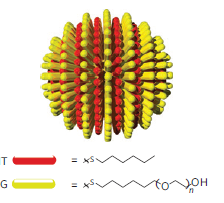 T = S
G = S O OH
n